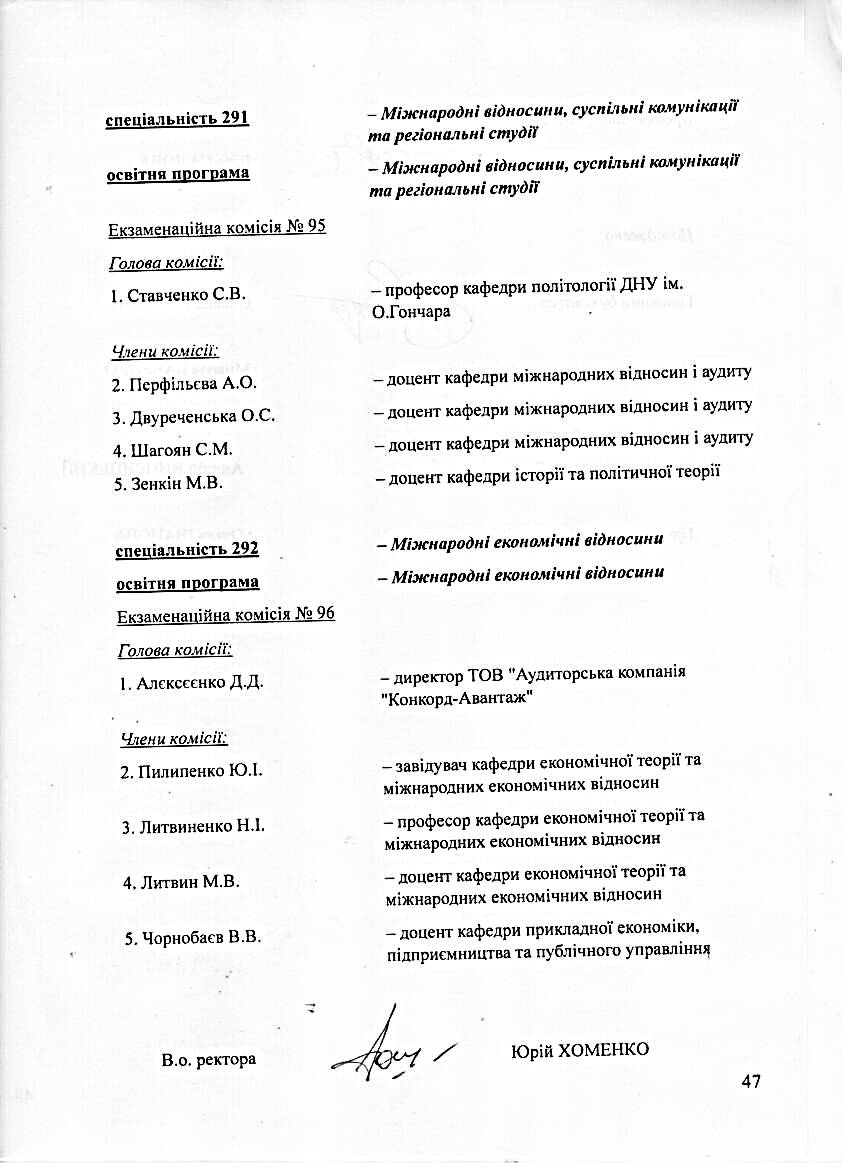 спеціальність 291 – Міжнародні відносини, суспільні комунікації
та регіональні студії
освітня програма – Міжнародні відносини, суспільні комунікації
та регіональні студії
Екзаменаційна комісія № 95
Голова комісії:
1. Ставченко С.В. – професор кафедри політології ДНУ ім.
О.Гончара
Члени комісії:
2. Перфільєва А.О. – доцент кафедри міжнародних відносин і аудиту
3. Двуреченська О.С. – доцент кафедри міжнародних відносин і аудиту
4. Шагоян С.М. – доцент кафедри міжнародних відносин і аудиту
5. Зенкін М.В. – доцент кафедри історії та політичної теорії
спеціальність 292 – Міжнародні економічні відносини
освітня програма – Міжнародні економічні відносини
Екзаменаційна комісія № 96
Голова комісії:
1. Алєксєєнко Д.Д. – директор ТОВ "Аудиторська компанія
"Конкорд-Авантаж"
Члени комісії:
2. Пилипенко Ю.І. – завідувач кафедри економічної теорії та
міжнародних економічних відносин
3. Литвиненко Н.І. – професор кафедри економічної теорії та
міжнародних економічних відносин
4. Литвин М.В. – доцент кафедри економічної теорії та
міжнародних економічних відносин
5. Чорнобаєв В.В. – доцент кафедри прикладної економіки,
підприємництва та публічного управління
В.о. ректора Юрій ХОМЕНКО
47